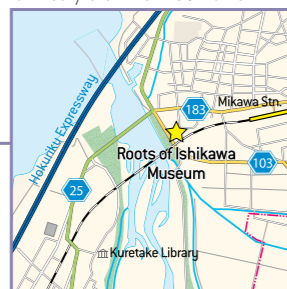 Hokuriku Expressway
183
Mikawa Stn.
Roots of Ishikawa
Museum
103
25
Kuretake Library